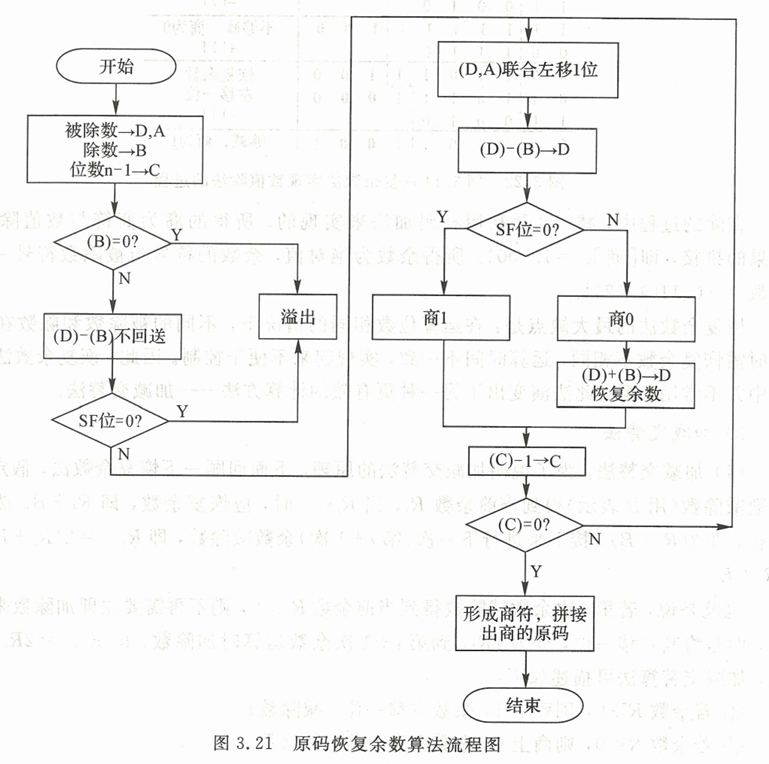 开始
被除数→D,A
除数→B
位数n-1→C
(B)=0?
Y
N
(D)-(B)不回送
溢出
SF位=0?
Y
N
(D,A)联合左移1位
(D)-(B)→D
SF位=0?
Y
N
商1
商0
(D)+(B)→D
恢复余数
(C)-1→C
(C)=0?
N
Y
形成商符，拼接
出商的原码
结束
图 3.21 原码恢复余数算法流程图